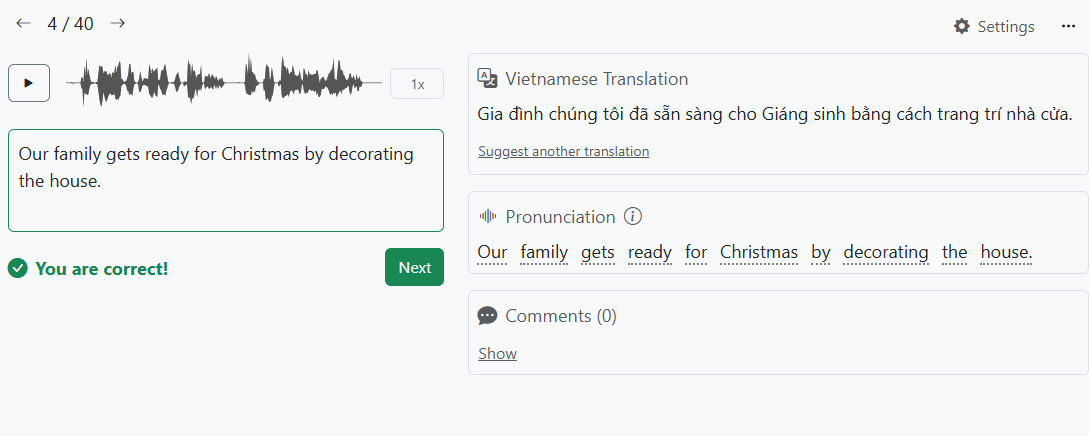 4 / 40
Settings
1x
Our family gets ready for Christmas by decorating
the house.
You are correct!
Next
Vietnamese Translation
Gia đình chúng tôi đã sẵn sàng cho Giáng sinh bằng cách trang trí nhà cửa.
Suggest another translation
Pronunciation
Our family gets ready for Christmas by decorating the house.
Comments (0)
Show